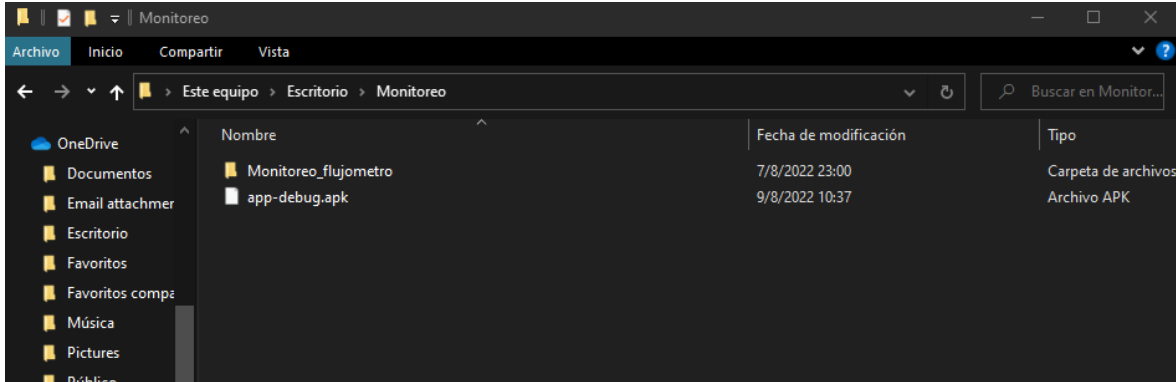 Monitoreo
Archivo Inicio Compartir Vista
Este equipo > Escritorio > Monitoreo Buscar en Monitor...
OneDrive Nombre Fecha de modificación Tipo
Documentos Monitoreo_flujometro 7/8/2022 23:00 Carpeta de archivos
Email attachmer app-debug.apk 9/8/2022 10:37 Archivo APK
Escritorio
Favoritos
Favoritos compa
Música
Pictures
Público